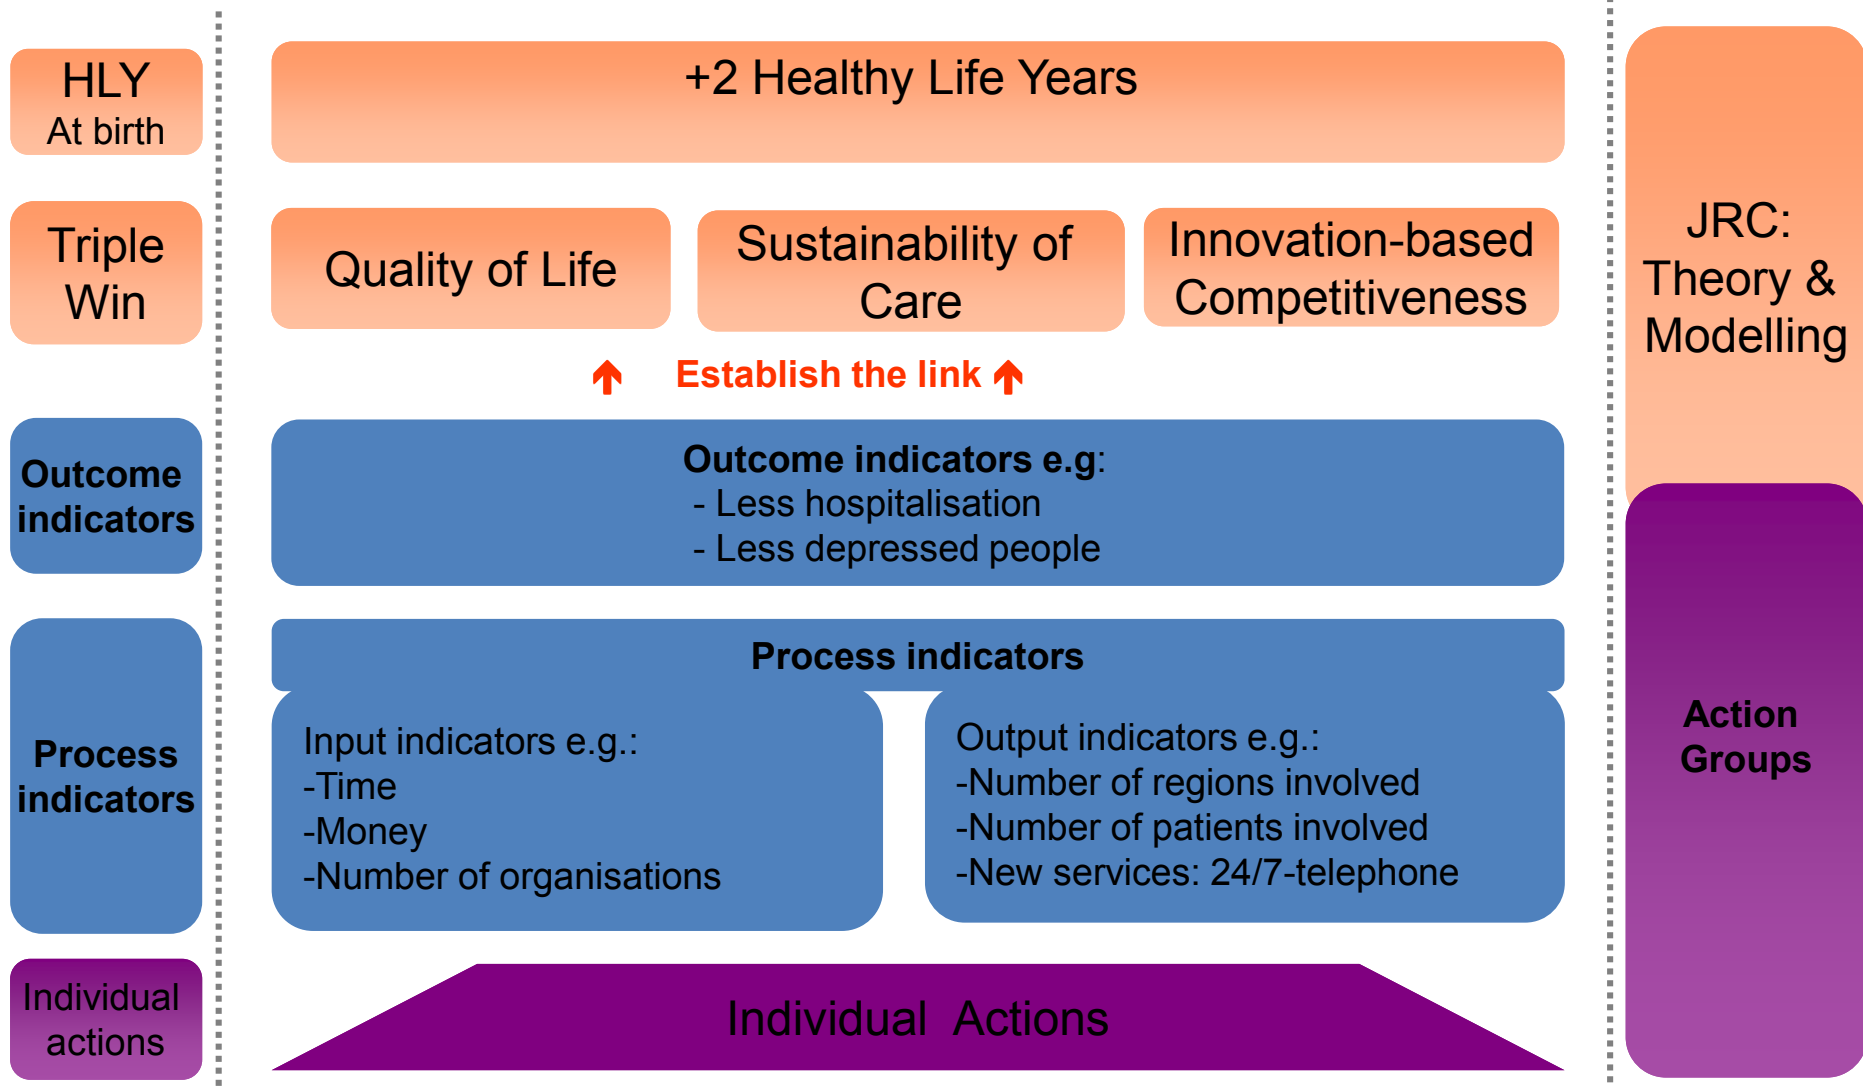 HLY
At birth
+2 Healthy Life Years
Triple
Win
Quality of Life
Sustainability of
Care
Innovation-based
Competitiveness
JRC:
Theory &
Modelling
Establish the link
Outcome
indicators
Outcome indicators e.g:
- Less hospitalisation
- Less depressed people
Process
indicators
Process indicators
Input indicators e.g.:
-Time
-Money
-Number of organisations
Output indicators e.g.:
-Number of regions involved
-Number of patients involved
-New services: 24/7-telephone
Action
Groups
Individual
actions
Individual Actions